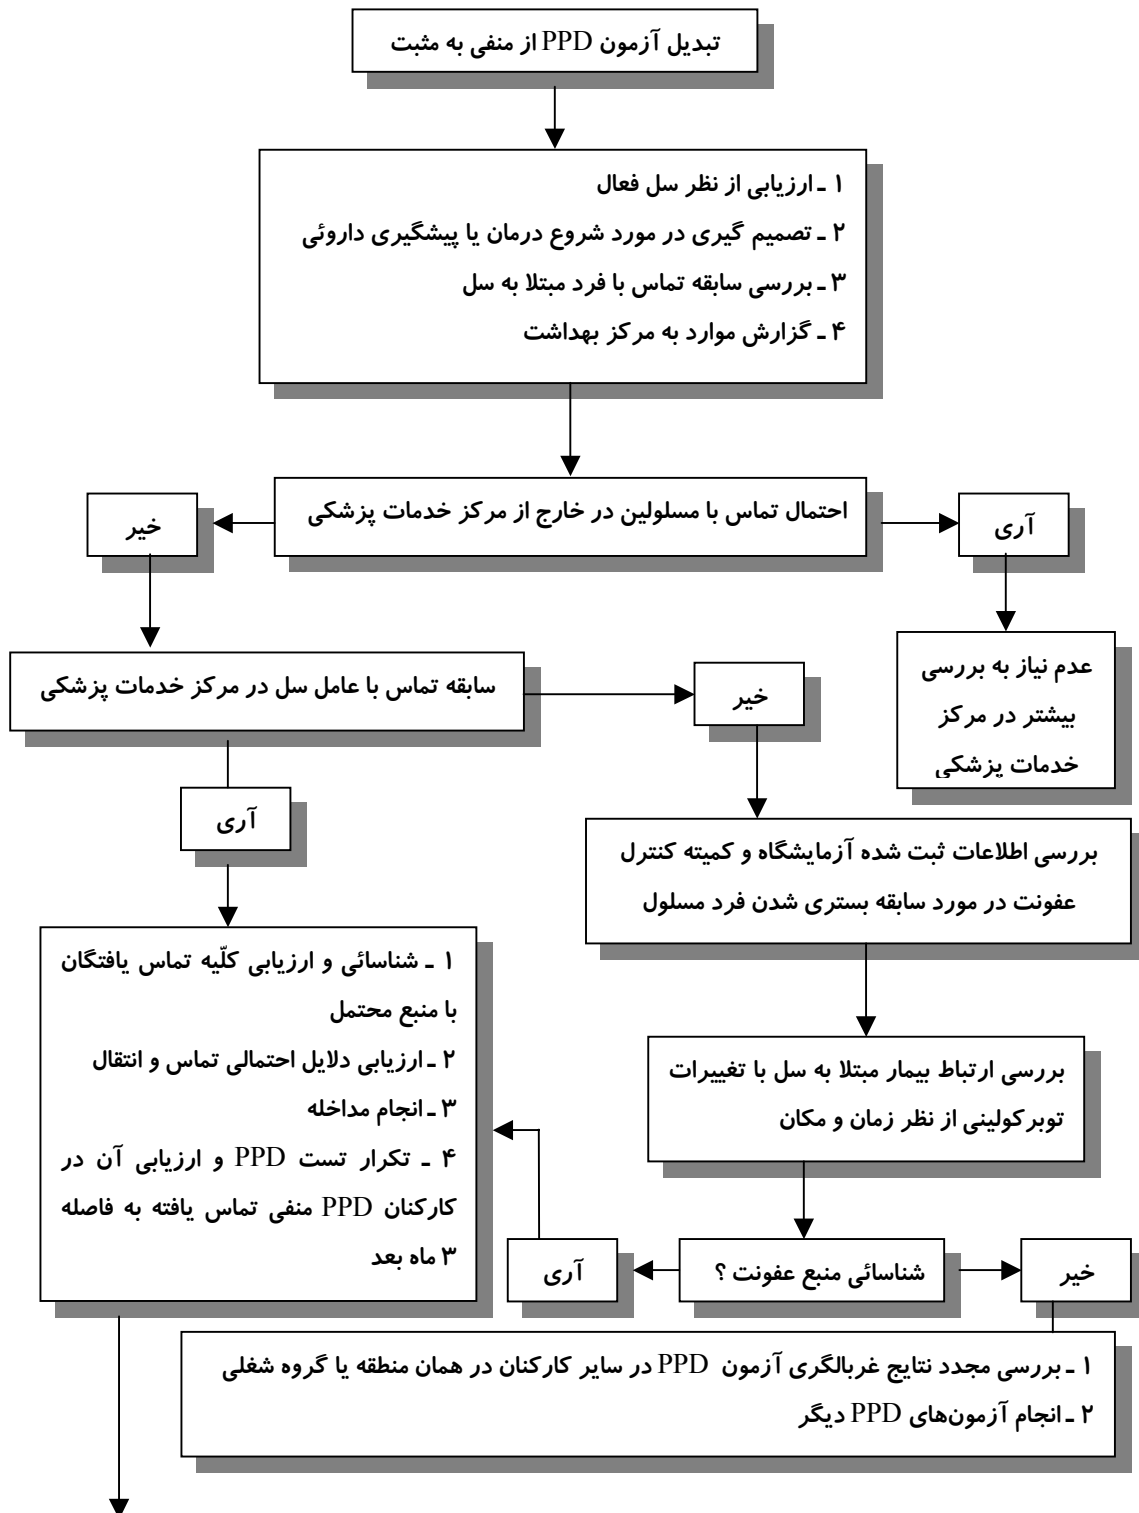 تبدیل آزمون PPD از منفی به مثبت
۱ ـ ارزیابی از نظر سل فعال
۲ ـ تصمیم گیری در مورد شروع درمان یا پیشگیری داروئی
۳ ـ بررسی سابقه تماس با فرد مبتلا به سل
۴ ـ گزارش موارد به مرکز بهداشت
احتمال تماس با مسلولین در خارج از مرکز خدمات پزشکی
آری
خیر
عدم نیاز به بررسی
بیشتر در مرکز
خدمات پزشکی
سابقه تماس با عامل سل در مرکز خدمات پزشکی
خیر
آری
بررسی اطلاعات ثبت شده آزمایشگاه و کمیته کنترل
عفونت در مورد سابقه بستری شدن فرد مسلول
۱ ـ شناسائی و ارزیابی کلّیه تماس یافتگان
با منبع محتمل
۲ ـ ارزیابی دلایل احتمالی تماس و انتقال
۳ ـ انجام مداخله
۴ ـ تکرار تست PPD و ارزیابی آن در
کارکنان PPD منفی تماس یافته به فاصله
۳ ماه بعد
بررسی ارتباط بیمار مبتلا به سل با تغییرات
توبرکولینی از نظر زمان و مکان
شناسائی منبع عفونت ؟
خیر
آری
۱ ـ بررسی مجدد نتایج غربالگری آزمون PPD در سایر کارکنان در همان منطقه یا گروه شغلی
۲ ـ انجام آزمون‌های PPD دیگر